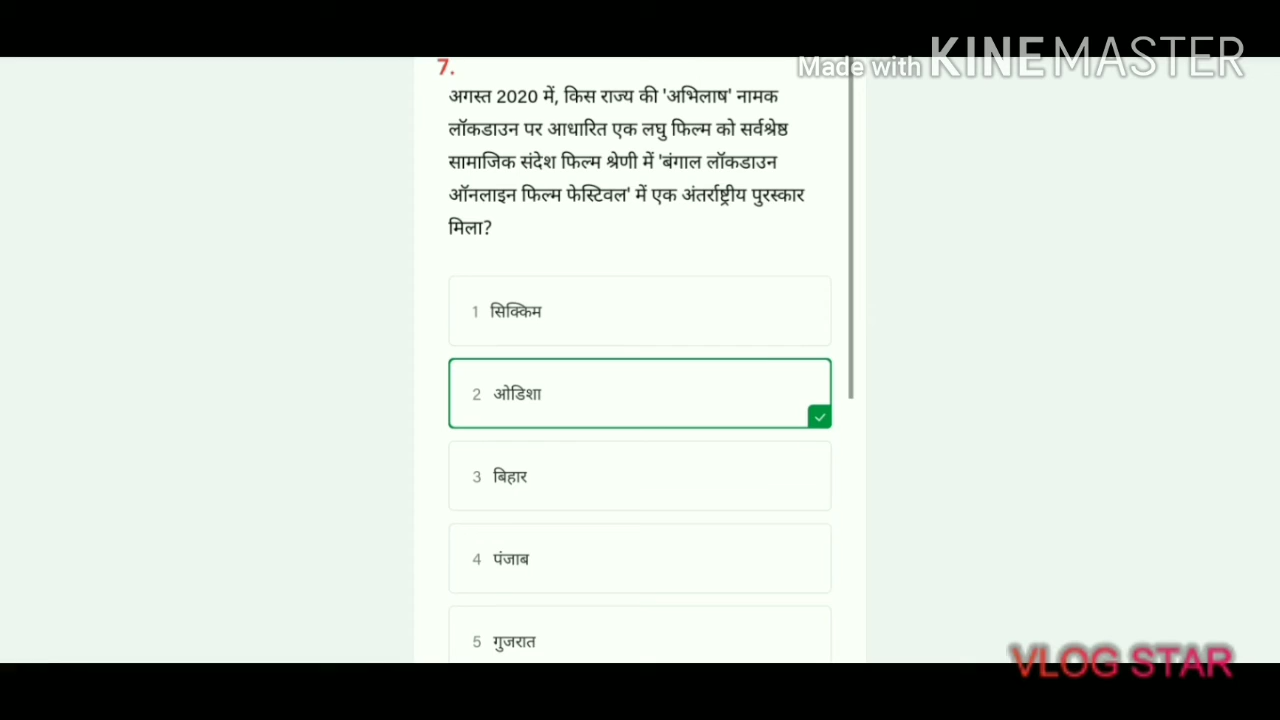 Made with KINEMASTER
7.
अगस्त 2020 में, किस राज्य की 'अभिलाष' नामक
लॉकडाउन पर आधारित एक लघु फिल्म को सर्वश्रेष्ठ
सामाजिक संदेश फिल्म श्रेणी में 'बंगाल लॉकडाउन
ऑनलाइन फिल्म फेस्टिवल' में एक अंतर्राष्ट्रीय पुरस्कार
मिला?
1 सिक्किम
2 ओडिशा
3 बिहार
4 पंजाब
5 गुजरात
VLOG STAR